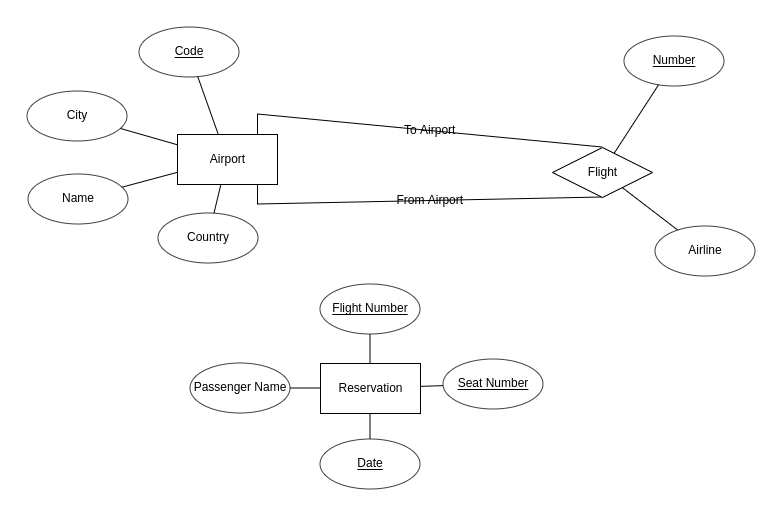 Code
Number
City
To Airport
Airport
Flight
Name
From Airport
Country
Airline
Flight Number
Passenger Name
Reservation
Seat Number
Date